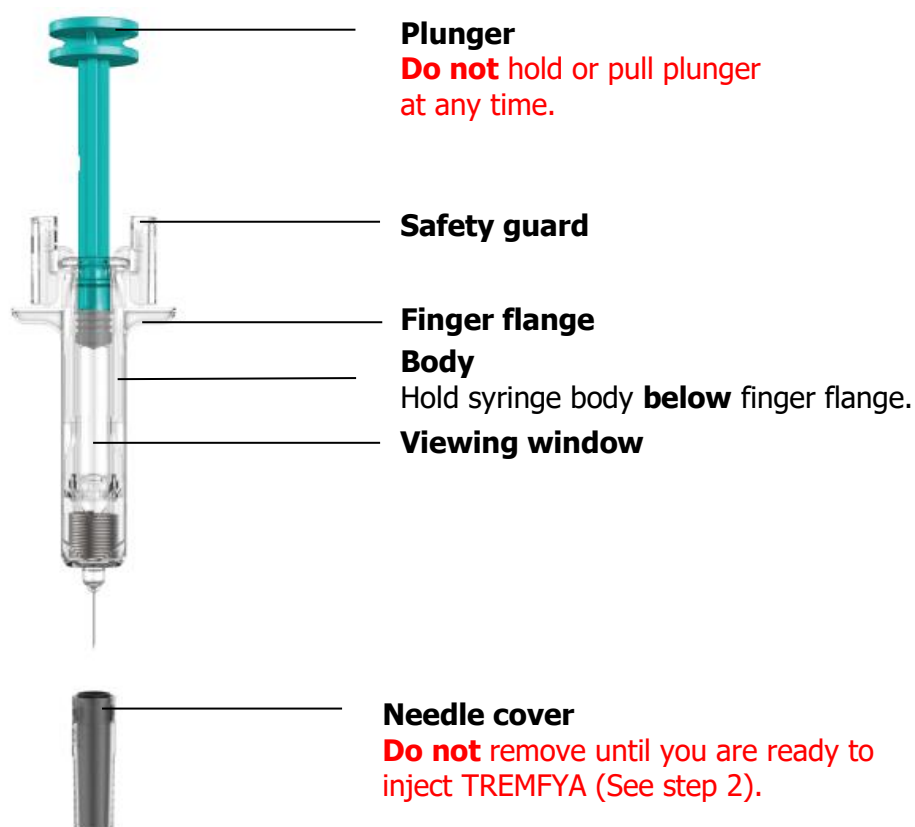 Plunger
Do not hold or pull plunger
at any time.
Safety guard
Finger flange
Body
Hold syringe body below finger flange.
Viewing window
Needle cover
Do not remove until you are ready to
inject TREMFYA (See step 2).